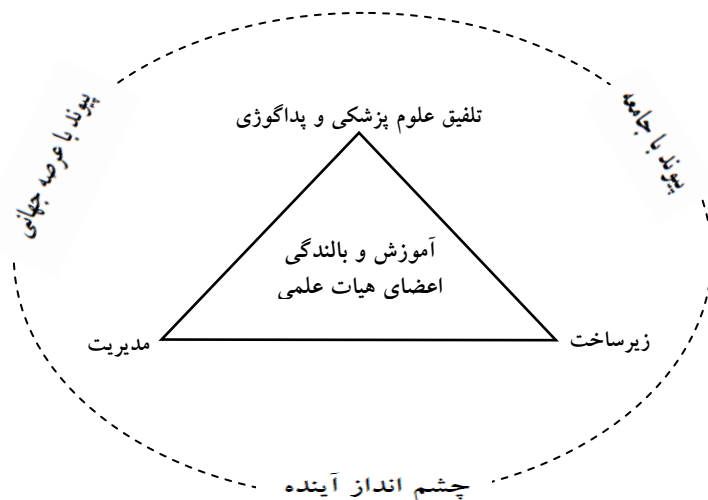 تلفیق علوم پزشکی و پداگوژی
پیوند با جامعه
پیوند با عرصه جهانی
آموزش و بالندگی
اعضای هیات علمی
زیرساخت
مدیریت
چشم انداز آینده